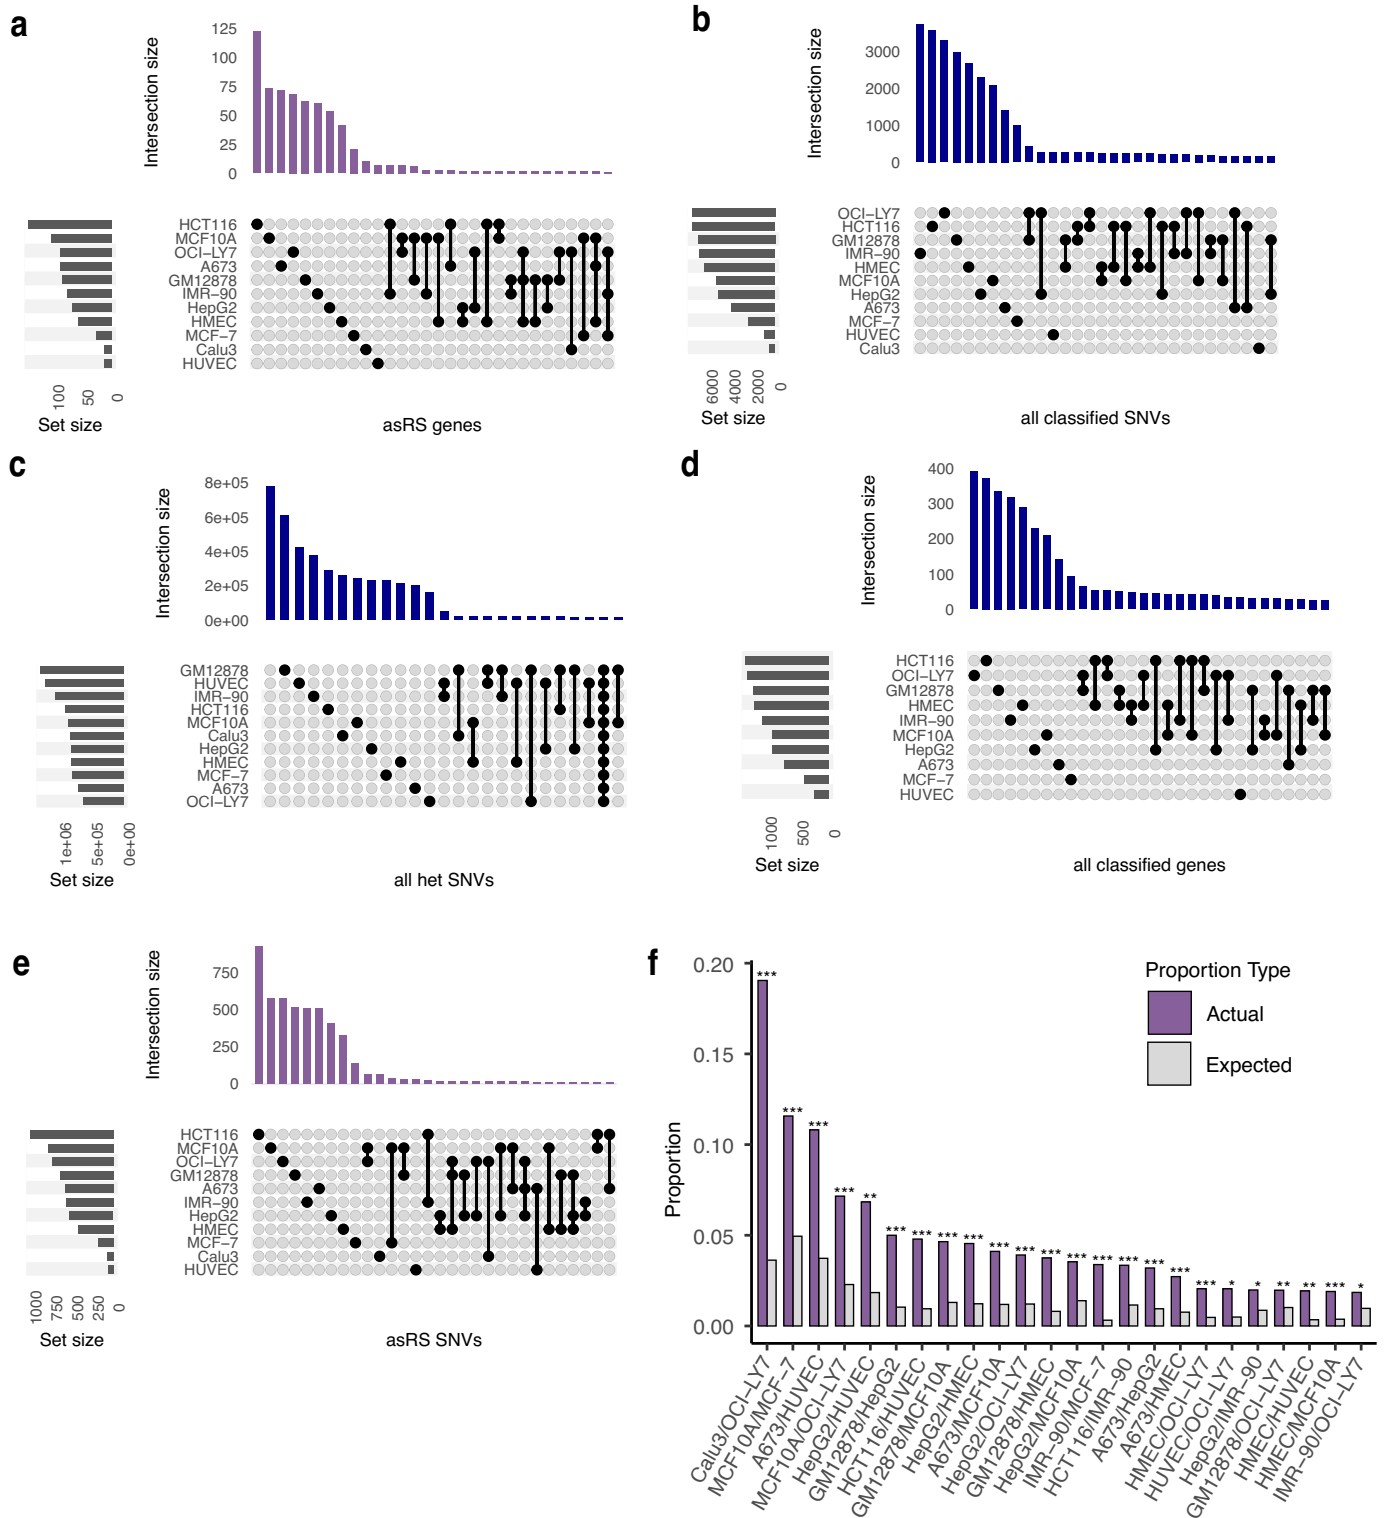 a
Intersection size
125
100
75
50
25
0
HCT116
MCF10A
OCI−LY7
A673
GM12878
IMR−90
HepG2
HMEC
MCF−7
Calu3
HUVEC
100
50
0
Set size
asRS genes
b
Intersection size
3000
2000
1000
0
OCI−LY7
HCT116
GM12878
IMR−90
HMEC
MCF10A
HepG2
A673
MCF−7
HUVEC
Calu3
6000
4000
2000
0
Set size
all classified SNVs
c
Intersection size
8e+05
6e+05
4e+05
2e+05
0e+00
GM12878
HUVEC
IMR−90
HCT116
MCF10A
Calu3
HepG2
HMEC
MCF−7
A673
OCI−LY7
1e+06
5e+05
0e+00
Set size
all het SNVs
d
Intersection size
400
300
200
100
0
HCT116
OCI−LY7
GM12878
HMEC
IMR−90
MCF10A
HepG2
A673
MCF−7
HUVEC
1000
500
0
Set size
all classified genes
e
Intersection size
750
500
250
0
HCT116
MCF10A
OCI−LY7
GM12878
A673
IMR−90
HepG2
HMEC
MCF−7
Calu3
HUVEC
1000
750
500
250
0
Set size
asRS SNVs
f
Proportion
0.20
0.15
0.10
0.05
0.00
Proportion Type
Actual
Expected
***
***
***
***
**
***
***
***
***
***
***
***
***
***
***
***
***
***
*
*
**
**
***
*
Calu3/OCI−LY7
MCF10A/MCF−7
A673/HUVEC
MCF10A/OCI−LY7
HepG2/HUVEC
GM12878/HepG2
HCT116/HUVEC
GM12878/MCF10A
HepG2/HMEC
A673/MCF10A
HepG2/OCI−LY7
GM12878/HMEC
HepG2/MCF10A
IMR−90/MCF−7
HCT116/IMR−90
A673/HepG2
A673/HMEC
HMEC/OCI−LY7
HUVEC/OCI−LY7
HepG2/IMR−90
GM12878/OCI−LY7
HMEC/HUVEC
HMEC/MCF10A
IMR−90/OCI−LY7